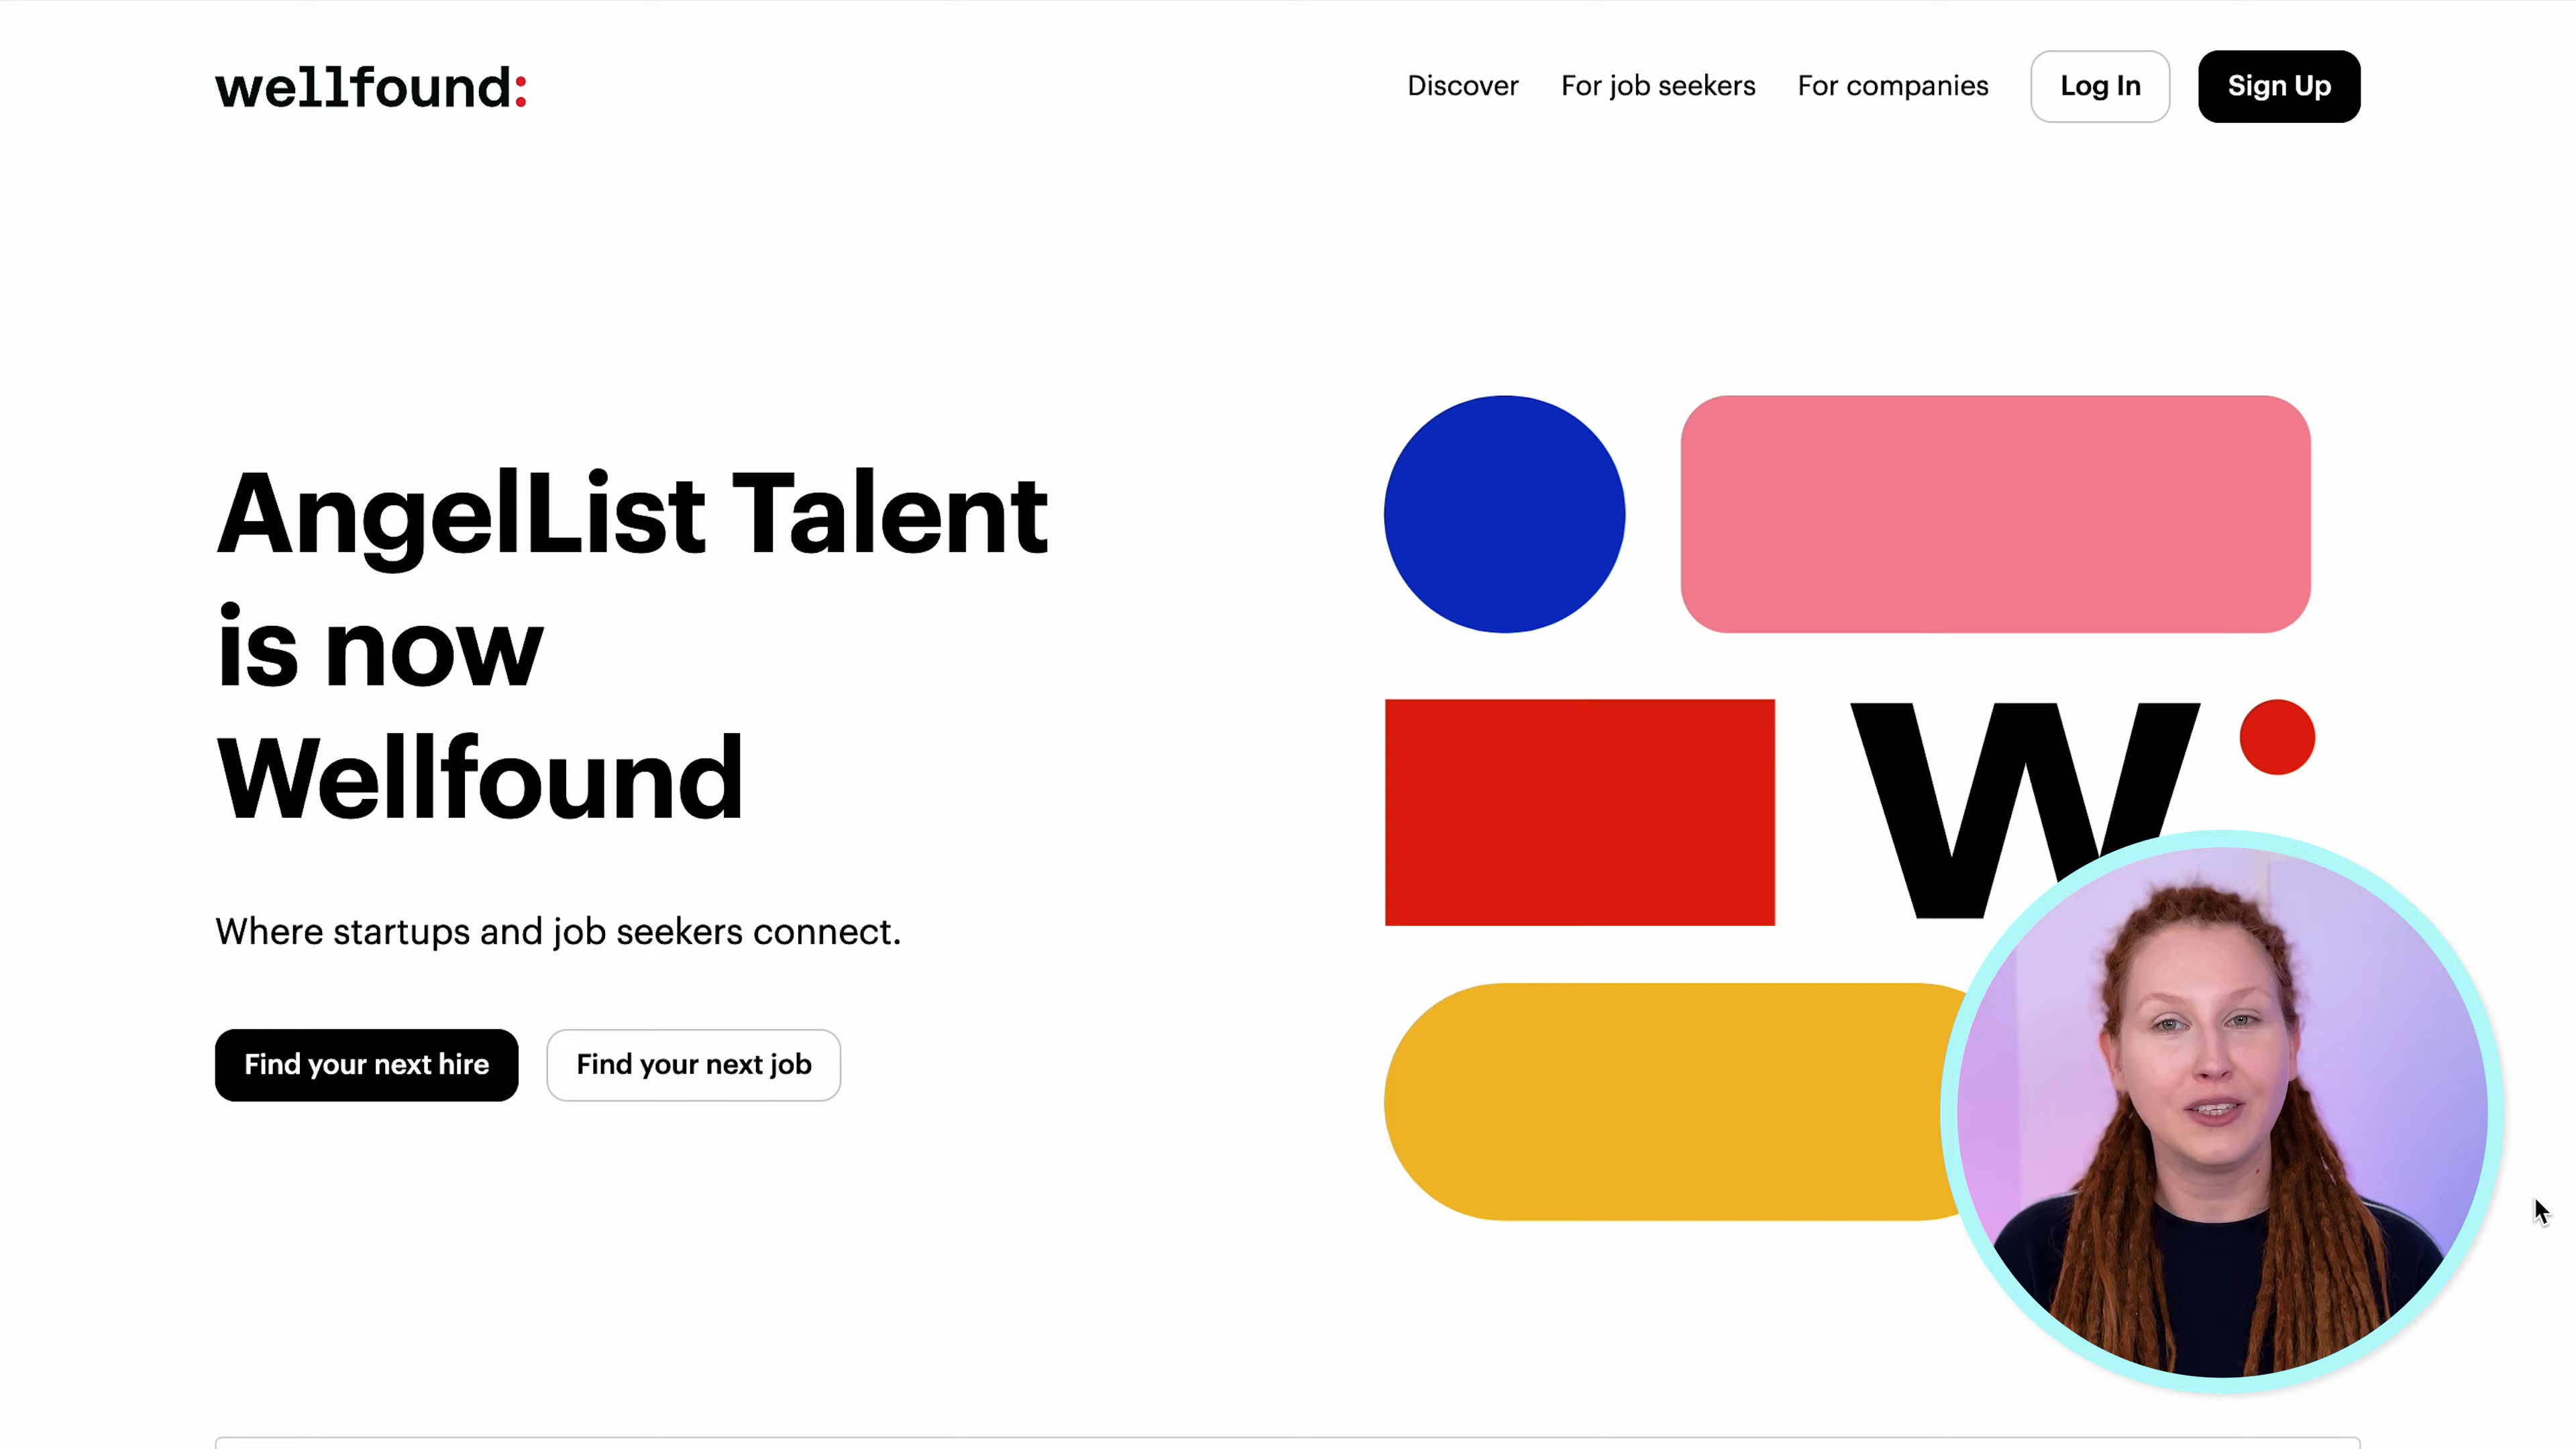 wellfound:
Discover For job seekers For companies Log In Sign Up
AngelList Talent
is now
Wellfound
Where startups and job seekers connect.
Find your next hire Find your next job
W